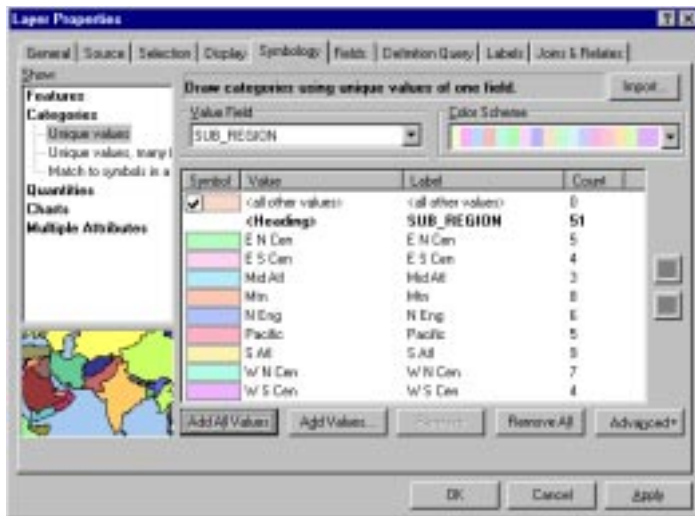 Layer Properties
General Source Selection Display Symbology Fields Definition Query Labels Joins & Relates
Show:
Features
Categories
Unique values
Unique values, many f
Match to symbols in a
Quantities
Charts
Multiple Attributes
Draw categories using unique values of one field.
Import...
Value Field
SUB_REGION
Color Scheme
Symbol Value Label Count
<all other values> <all other values> 0
<Heading> SUB_REGION 51
E N Cen E N Cen 5
E S Cen E S Cen 4
Mid Atl Mid Atl 3
Mtn Mtn 8
N Eng N Eng 6
Pacific Pacific 5
S Atl S Atl 9
W N Cen W N Cen 7
W S Cen W S Cen 4
Add All Values Add Values... Remove Remove All Advanced
OK Cancel Apply